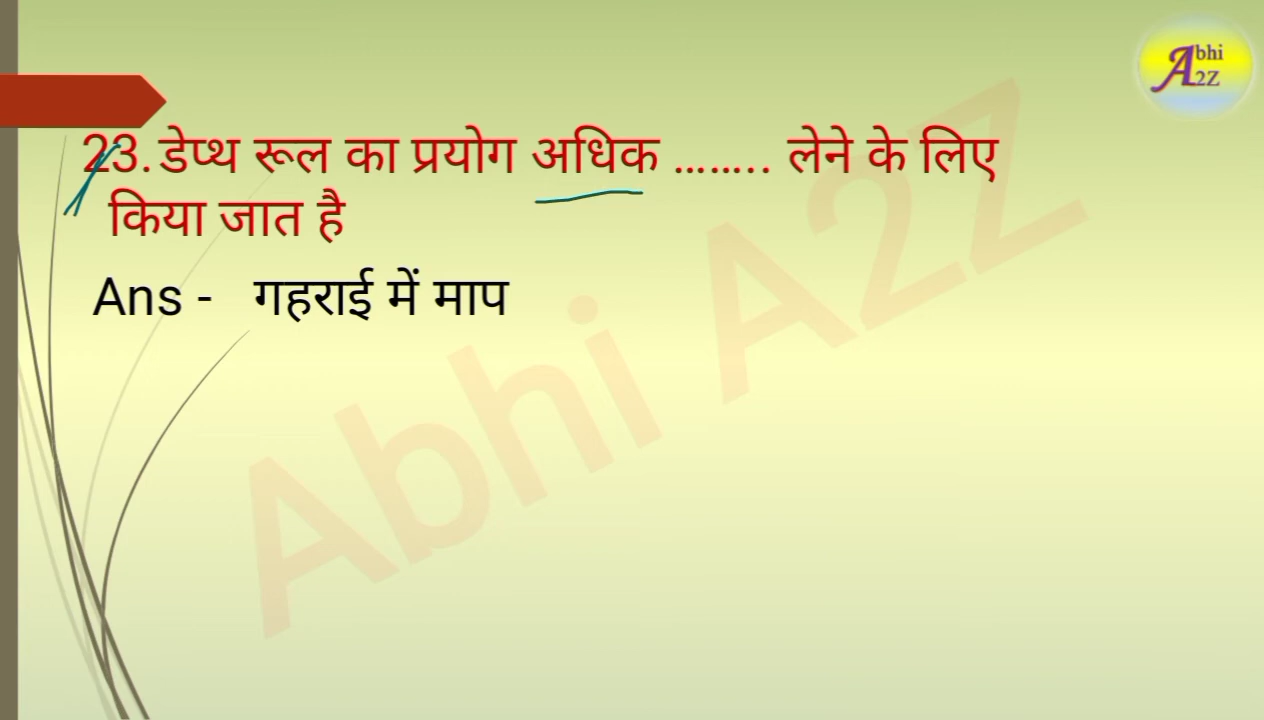 Abhi
A2Z
23. डेप्थ रूल का प्रयोग अधिक …….. लेने के लिए
किया जात है
Ans - गहराई में माप
Abhi A2Z